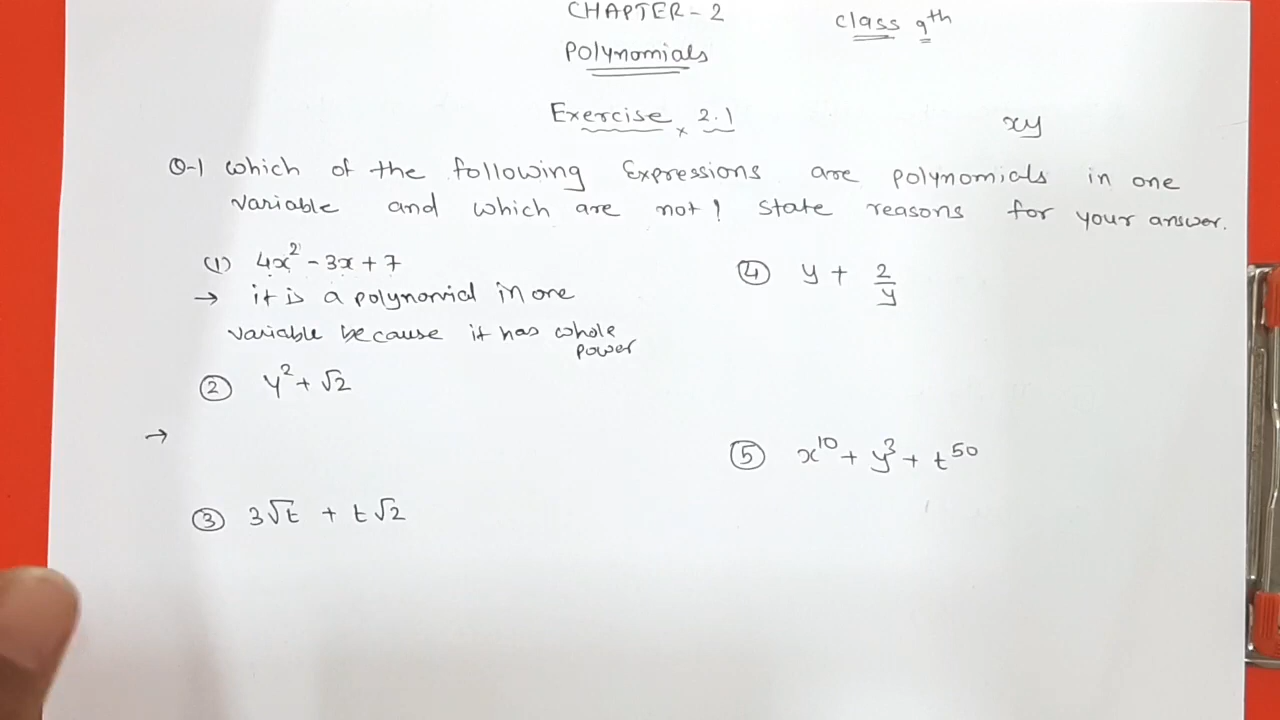 CHAPTER-2
Class 9th
Polynomials
Exercise 2.1
xy
Q-1 Which of the following Expressions are polynomials in one
variable and which are not? State reasons for your answer.
(1) 4x² - 3x + 7
→ it is a polynomial in one
variable because it has whole
power
② y² + √2
→
③ 3√t + t√2
④ y + 2/y
⑤ x¹⁰ + y³ + t⁵⁰